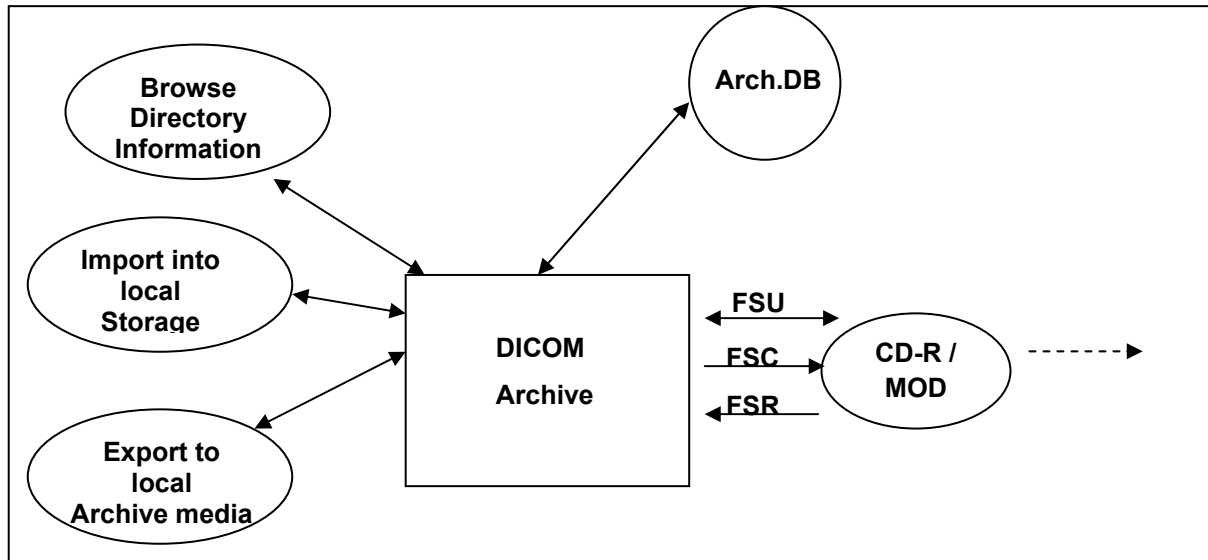 Browse
Directory
Information
Arch.DB
Import into
local
Storage
DICOM
Archive
FSU
FSC
FSR
CD-R /
MOD
Export to
local
Archive media